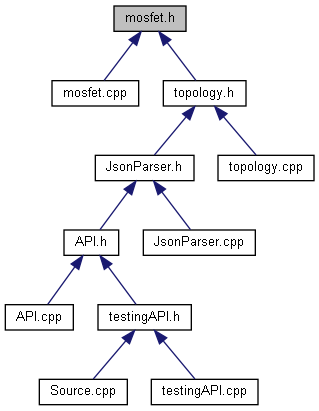 mosfet.h
mosfet.cpp
topology.h
JsonParser.h
topology.cpp
API.h
JsonParser.cpp
API.cpp
testingAPI.h
Source.cpp
testingAPI.cpp